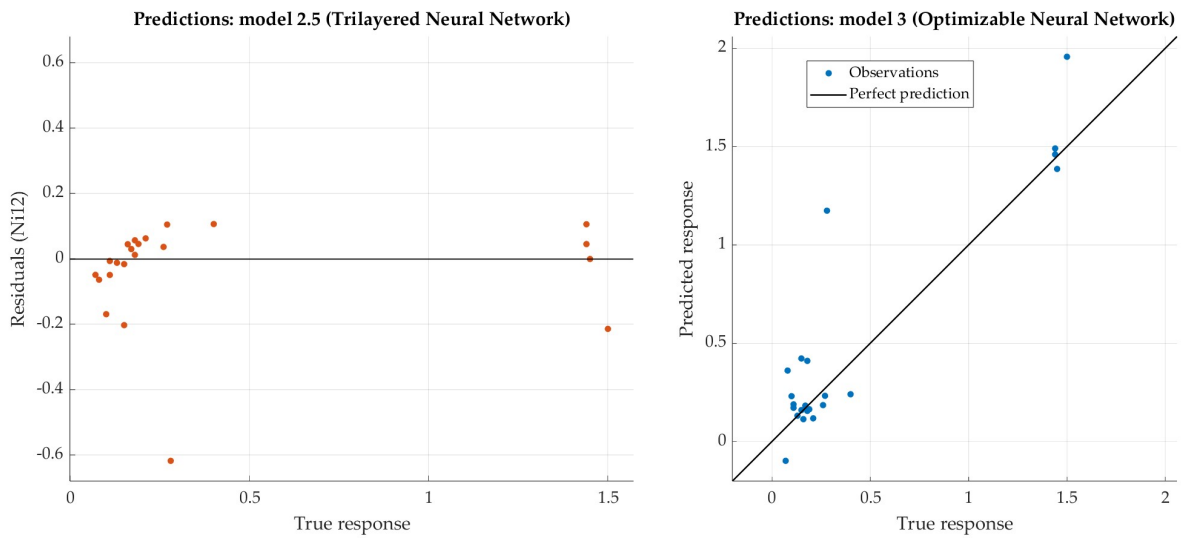 Predictions: model 2.5 (Trilayered Neural Network)
0.6
0.4
0.2
0
-0.2
-0.4
-0.6
Residuals (Ni12)
0 0.5 1 1.5
True response
Predictions: model 3 (Optimizable Neural Network)
Observations
Perfect prediction
2
1.5
1
0.5
0
Predicted response
0 0.5 1 1.5 2
True response